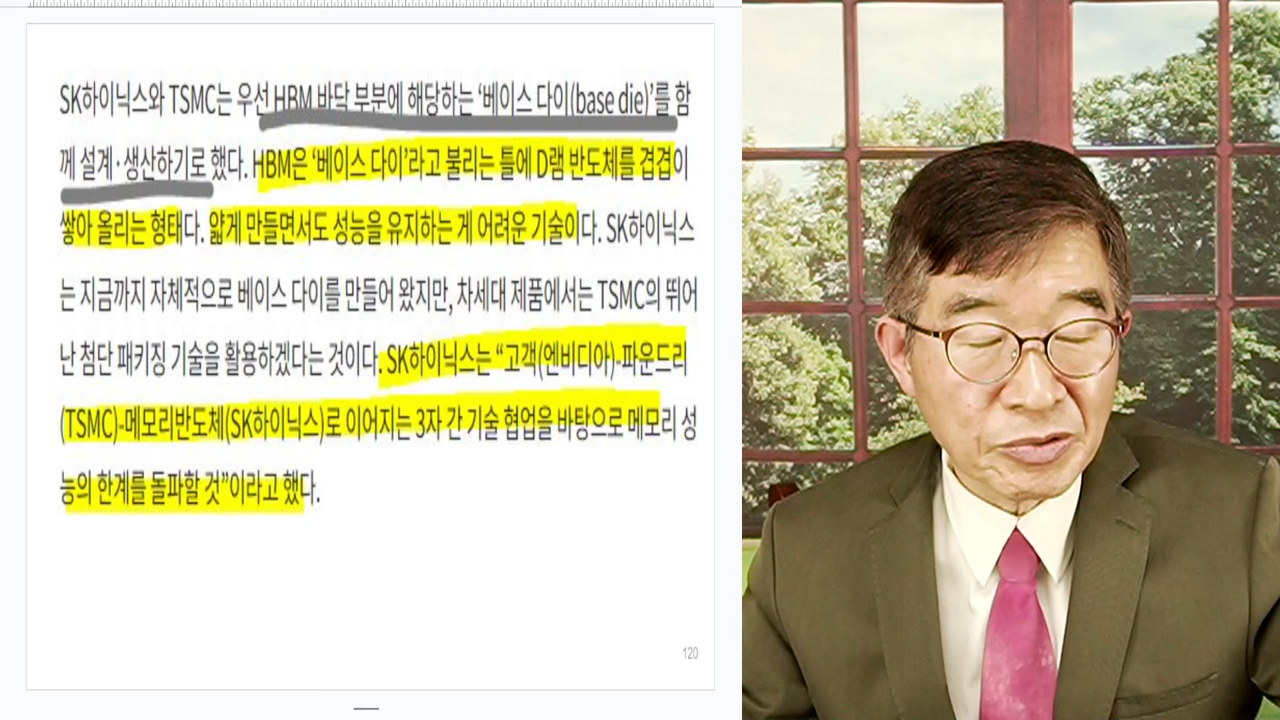 SK하이닉스와 TSMC는 우선 HBM 바닥 부분에 해당하는 ‘베이스 다이(base die)’를 함
께 설계·생산하기로 했다. HBM은 ‘베이스 다이’라고 불리는 틀에 D램 반도체를 겹겹이
쌓아 올리는 형태다. 얇게 만들면서도 성능을 유지하는 게 어려운 기술이다. SK하이닉스
는 지금까지 자체적으로 베이스 다이를 만들어 왔지만, 차세대 제품에서는 TSMC의 뛰어
난 첨단 패키징 기술을 활용하겠다는 것이다. SK하이닉스는 “고객(엔비디아)-파운드리
(TSMC)-메모리반도체(SK하이닉스)로 이어지는 3자 간 기술 협업을 바탕으로 메모리 성
능의 한계를 돌파할 것”이라고 했다.
120